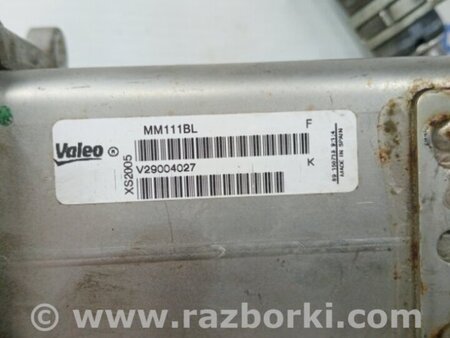 MM111BL F
Valeo ®
XS2005
V29004027 K
MADE IN SPAIN
© www.razborki.com